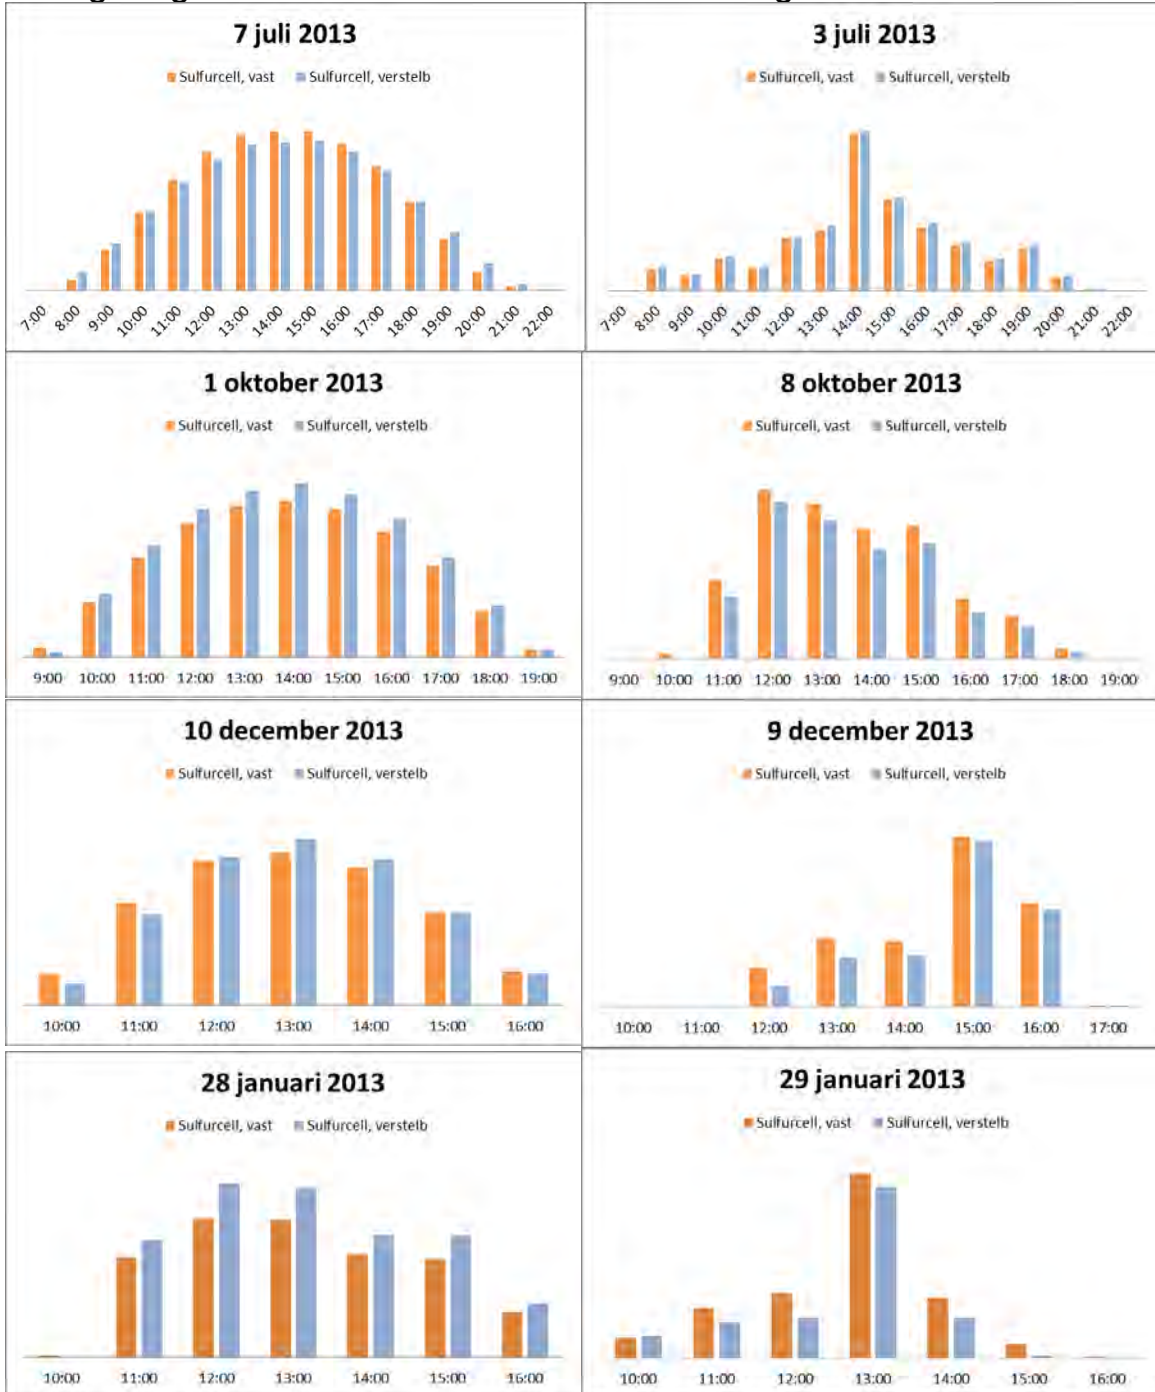 7 juli 2013
Sulfurcell, vast Sulfurcell, verstelb
7:00 8:00 9:00 10:00 11:00 12:00 13:00 14:00 15:00 16:00 17:00 18:00 19:00 20:00 21:00 22:00
3 juli 2013
Sulfurcell, vast Sulfurcell, verstelb
7:00 8:00 9:00 10:00 11:00 12:00 13:00 14:00 15:00 16:00 17:00 18:00 19:00 20:00 21:00 22:00
1 oktober 2013
Sulfurcell, vast Sulfurcell, verstelb
9:00 10:00 11:00 12:00 13:00 14:00 15:00 16:00 17:00 18:00 19:00
8 oktober 2013
Sulfurcell, vast Sulfurcell, verstelb
9:00 10:00 11:00 12:00 13:00 14:00 15:00 16:00 17:00 18:00 19:00
10 december 2013
Sulfurcell, vast Sulfurcell, verstelb
10:00 11:00 12:00 13:00 14:00 15:00 16:00
9 december 2013
Sulfurcell, vast Sulfurcell, verstelb
10:00 11:00 12:00 13:00 14:00 15:00 16:00 17:00
28 januari 2013
Sulfurcell, vast Sulfurcell, verstelb
10:00 11:00 12:00 13:00 14:00 15:00 16:00
29 januari 2013
Sulfurcell, vast Sulfurcell, verstelb
10:00 11:00 12:00 13:00 14:00 15:00 16:00